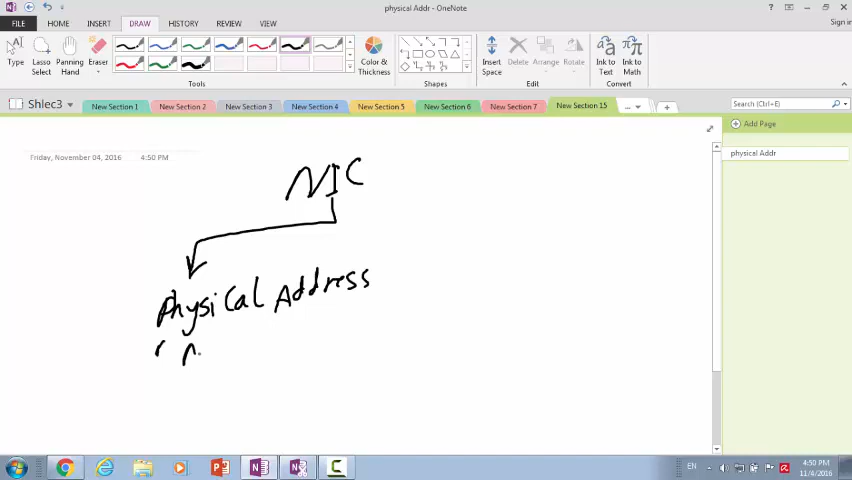 physical Addr - OneNote
FILE HOME INSERT DRAW HISTORY REVIEW VIEW
Sign in
Type Lasso Select Panning Hand Eraser
Color & Thickness
Insert Space Delete Arrange Rotate
Ink to Text Ink to Math
Tools Shapes Edit Convert
Shlec3 New Section 1 New Section 2 New Section 3 New Section 4 New Section 5 New Section 6 New Section 7 New Section 15 ... +
Search (Ctrl+E)
Add Page
physical Addr
Friday, November 04, 2016 4:50 PM
NIC
Physical Address
EN 4:50 PM
11/4/2016